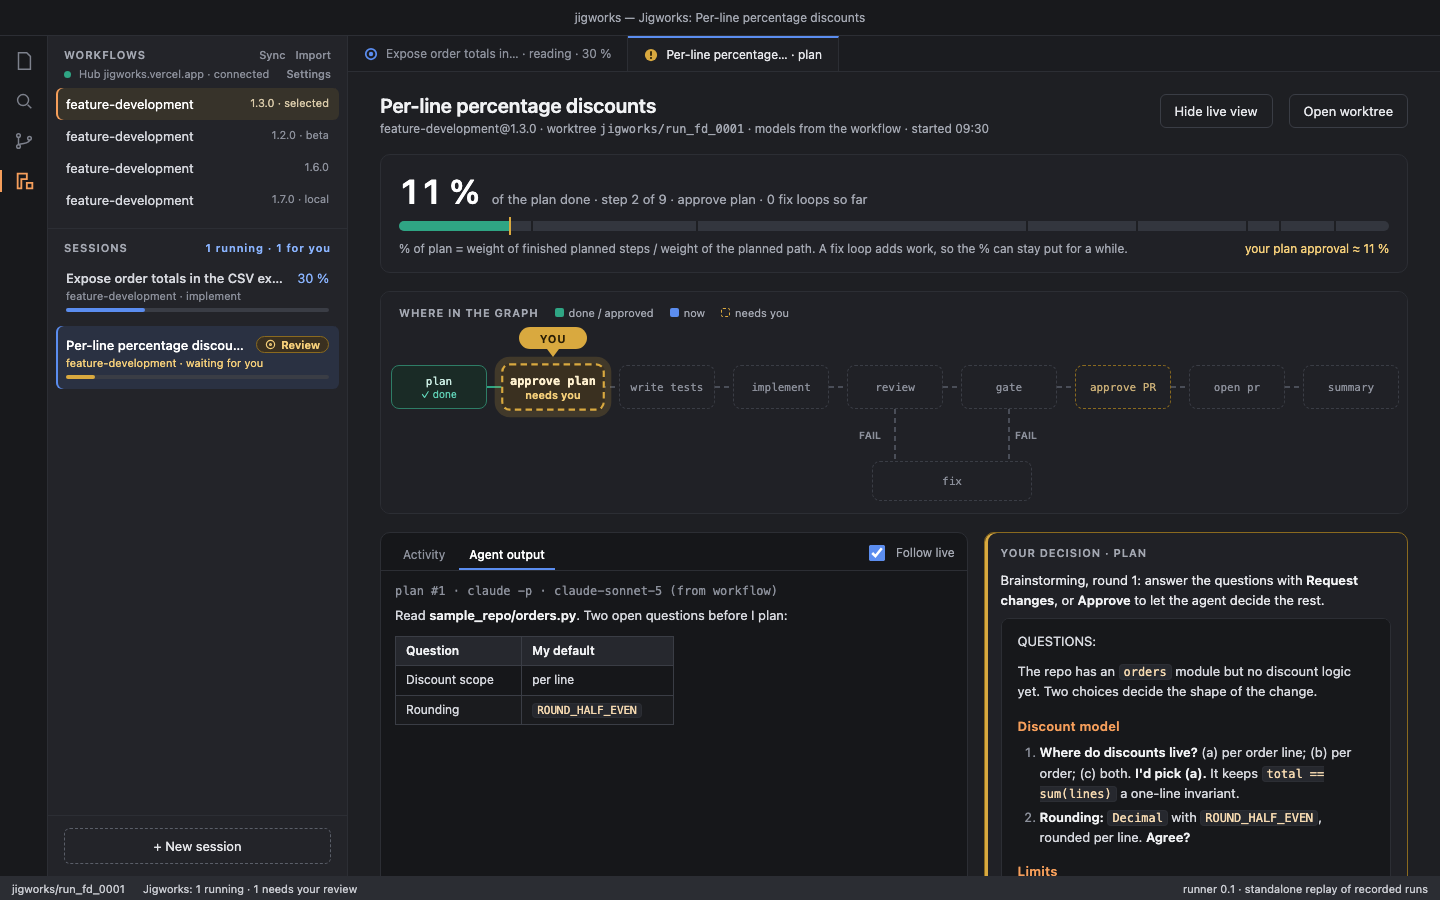 jigworks — Jigworks: Per-line percentage discounts
WORKFLOWS Sync Import
Hub jigworks.vercel.app · connected Settings
feature-development 1.3.0 · selected
feature-development 1.2.0 · beta
feature-development 1.6.0
feature-development 1.7.0 · local
SESSIONS 1 running · 1 for you
Expose order totals in the CSV ex... 30 %
feature-development · implement
Per-line percentage discou... Review
feature-development · waiting for you
+ New session
Expose order totals in... · reading · 30 %
Per-line percentage... · plan
Per-line percentage discounts
feature-development@1.3.0 · worktree jigworks/run_fd_0001 · models from the workflow · started 09:30
Hide live view
Open worktree
11 % of the plan done · step 2 of 9 · approve plan · 0 fix loops so far
% of plan = weight of finished planned steps / weight of the planned path. A fix loop adds work, so the % can stay put for a while. your plan approval ≈ 11 %
WHERE IN THE GRAPH done / approved now needs you
YOU
plan
✓ done
approve plan
needs you
write tests
implement
review
gate
approve PR
open pr
summary
FAIL
FAIL
fix
Activity Agent output Follow live
plan #1 · claude -p · claude-sonnet-5 (from workflow)
Read sample_repo/orders.py. Two open questions before I plan:
Question My default
Discount scope per line
Rounding ROUND_HALF_EVEN
YOUR DECISION · PLAN
Brainstorming, round 1: answer the questions with Request
changes, or Approve to let the agent decide the rest.
QUESTIONS:
The repo has an orders module but no discount logic
yet. Two choices decide the shape of the change.
Discount model
1. Where do discounts live? (a) per order line; (b) per
order; (c) both. I'd pick (a). It keeps total ==
sum(lines) a one-line invariant.
2. Rounding: Decimal with ROUND_HALF_EVEN,
rounded per line. Agree?
Limits
jigworks/run_fd_0001 Jigworks: 1 running · 1 needs your review
runner 0.1 · standalone replay of recorded runs